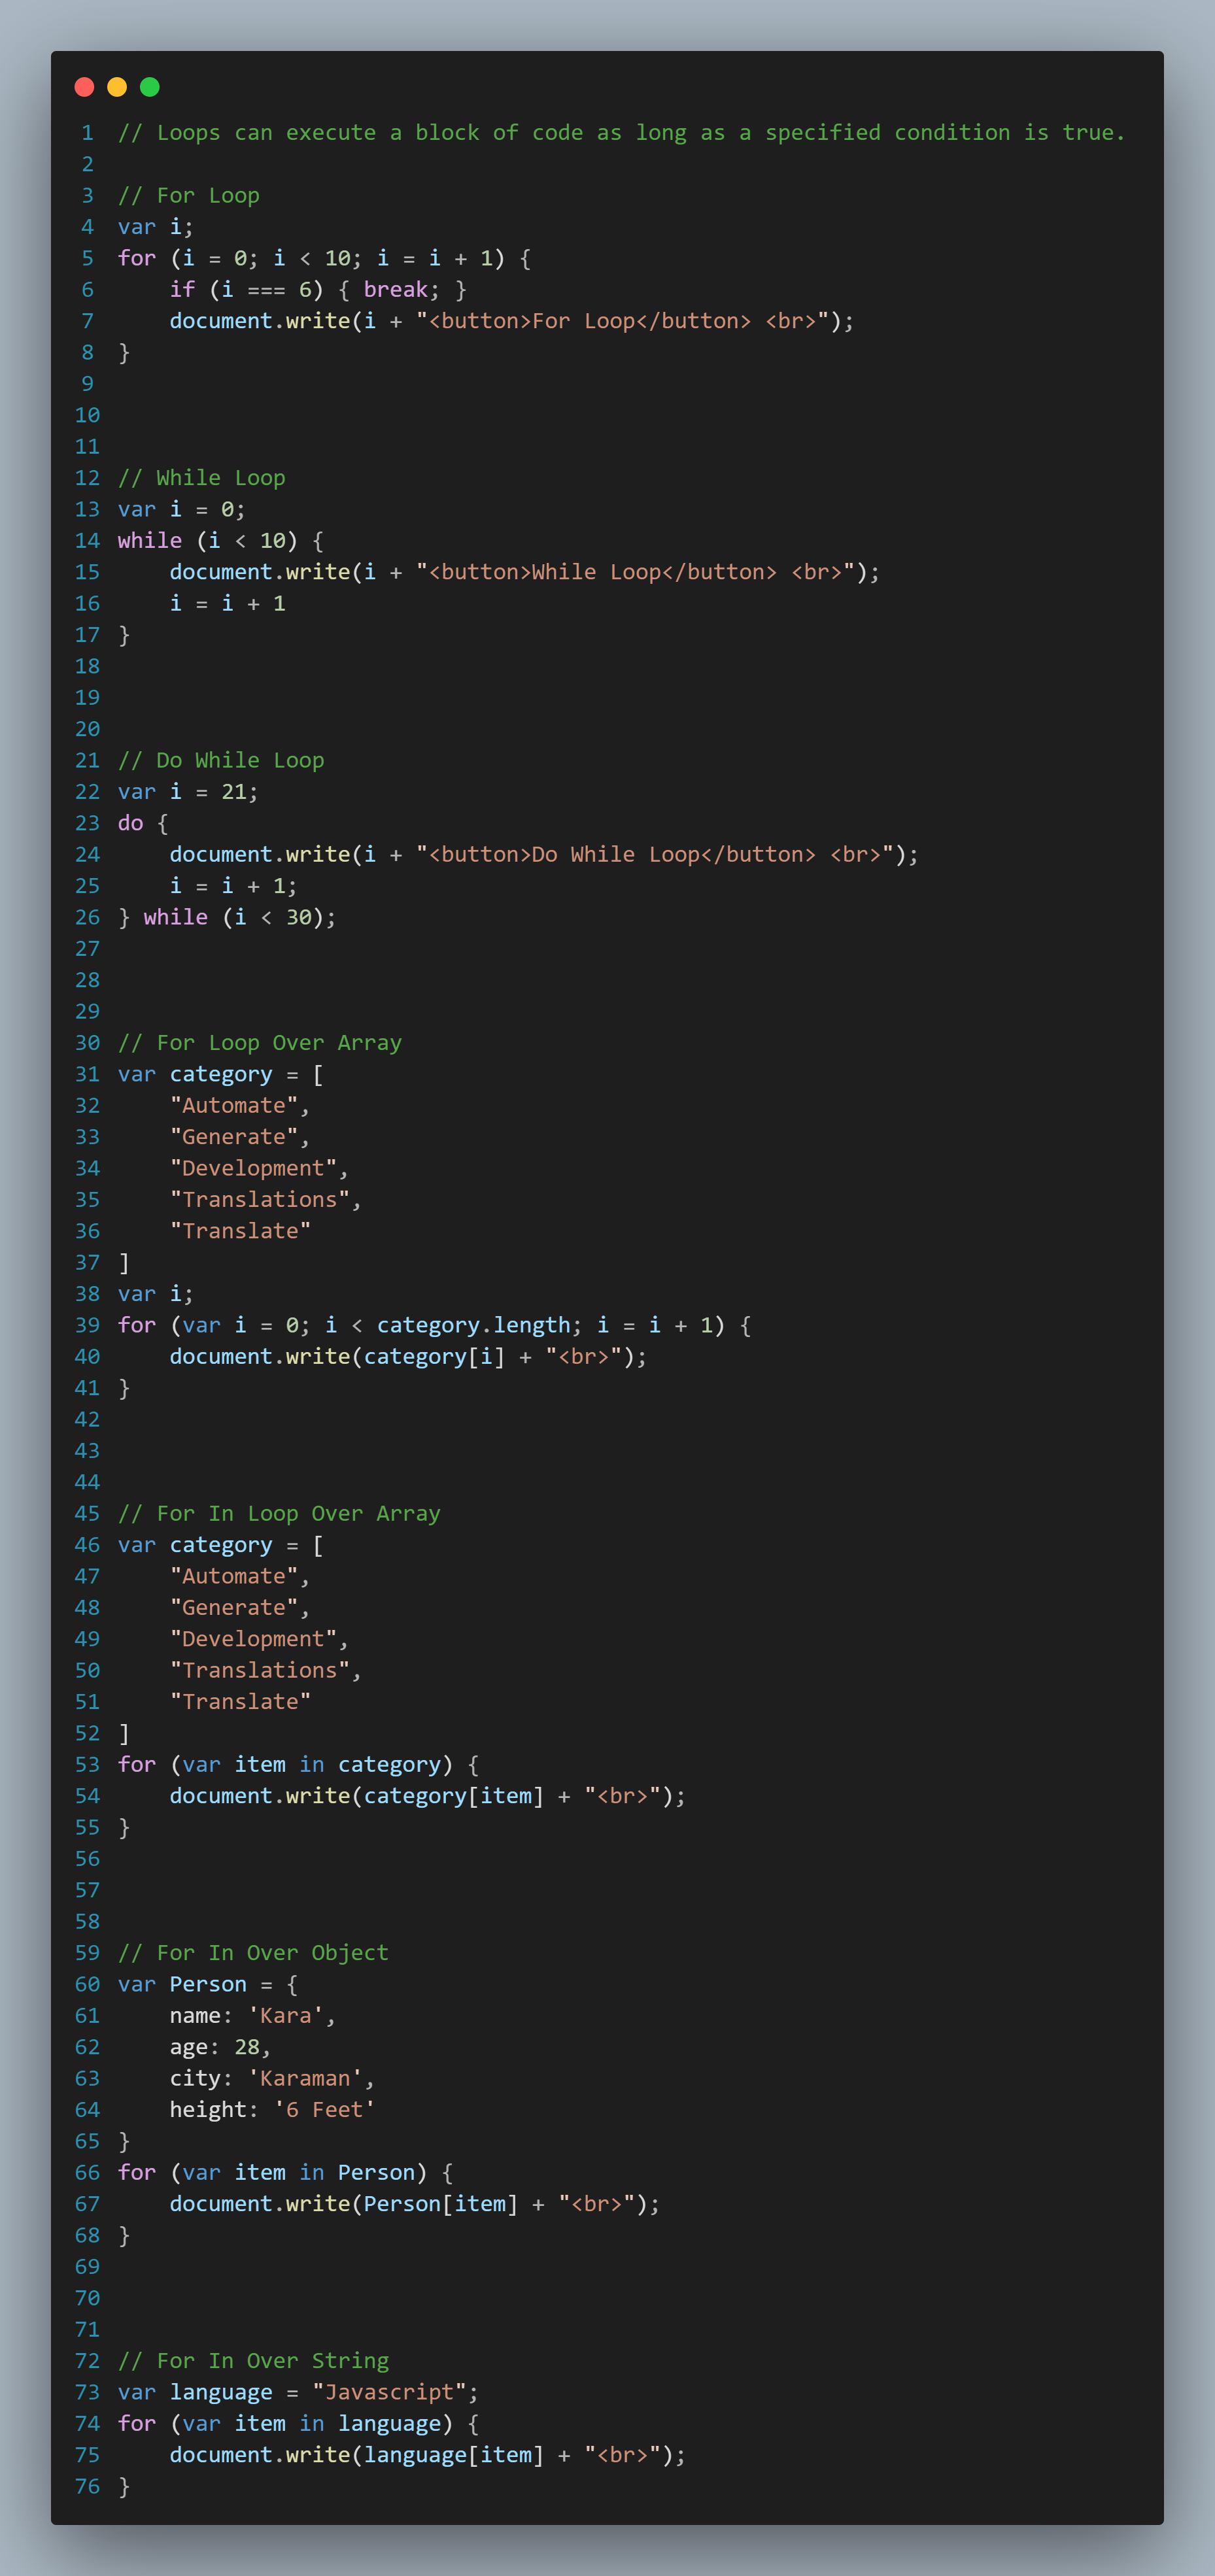 1 // Loops can execute a block of code as long as a specified condition is true.
2
3 // For Loop
4 var i;
5 for (i = 0; i < 10; i = i + 1) {
6     if (i === 6) { break; }
7     document.write(i + "<button>For Loop</button> <br>");
8 }
9
10
11
12 // While Loop
13 var i = 0;
14 while (i < 10) {
15     document.write(i + "<button>While Loop</button> <br>");
16     i = i + 1
17 }
18
19
20
21 // Do While Loop
22 var i = 21;
23 do {
24     document.write(i + "<button>Do While Loop</button> <br>");
25     i = i + 1;
26 } while (i < 30);
27
28
29
30 // For Loop Over Array
31 var category = [
32     "Automate",
33     "Generate",
34     "Development",
35     "Translations",
36     "Translate"
37 ]
38 var i;
39 for (var i = 0; i < category.length; i = i + 1) {
40     document.write(category[i] + "<br>");
41 }
42
43
44
45 // For In Loop Over Array
46 var category = [
47     "Automate",
48     "Generate",
49     "Development",
50     "Translations",
51     "Translate"
52 ]
53 for (var item in category) {
54     document.write(category[item] + "<br>");
55 }
56
57
58
59 // For In Over Object
60 var Person = {
61     name: 'Kara',
62     age: 28,
63     city: 'Karaman',
64     height: '6 Feet'
65 }
66 for (var item in Person) {
67     document.write(Person[item] + "<br>");
68 }
69
70
71
72 // For In Over String
73 var language = "Javascript";
74 for (var item in language) {
75     document.write(language[item] + "<br>");
76 }